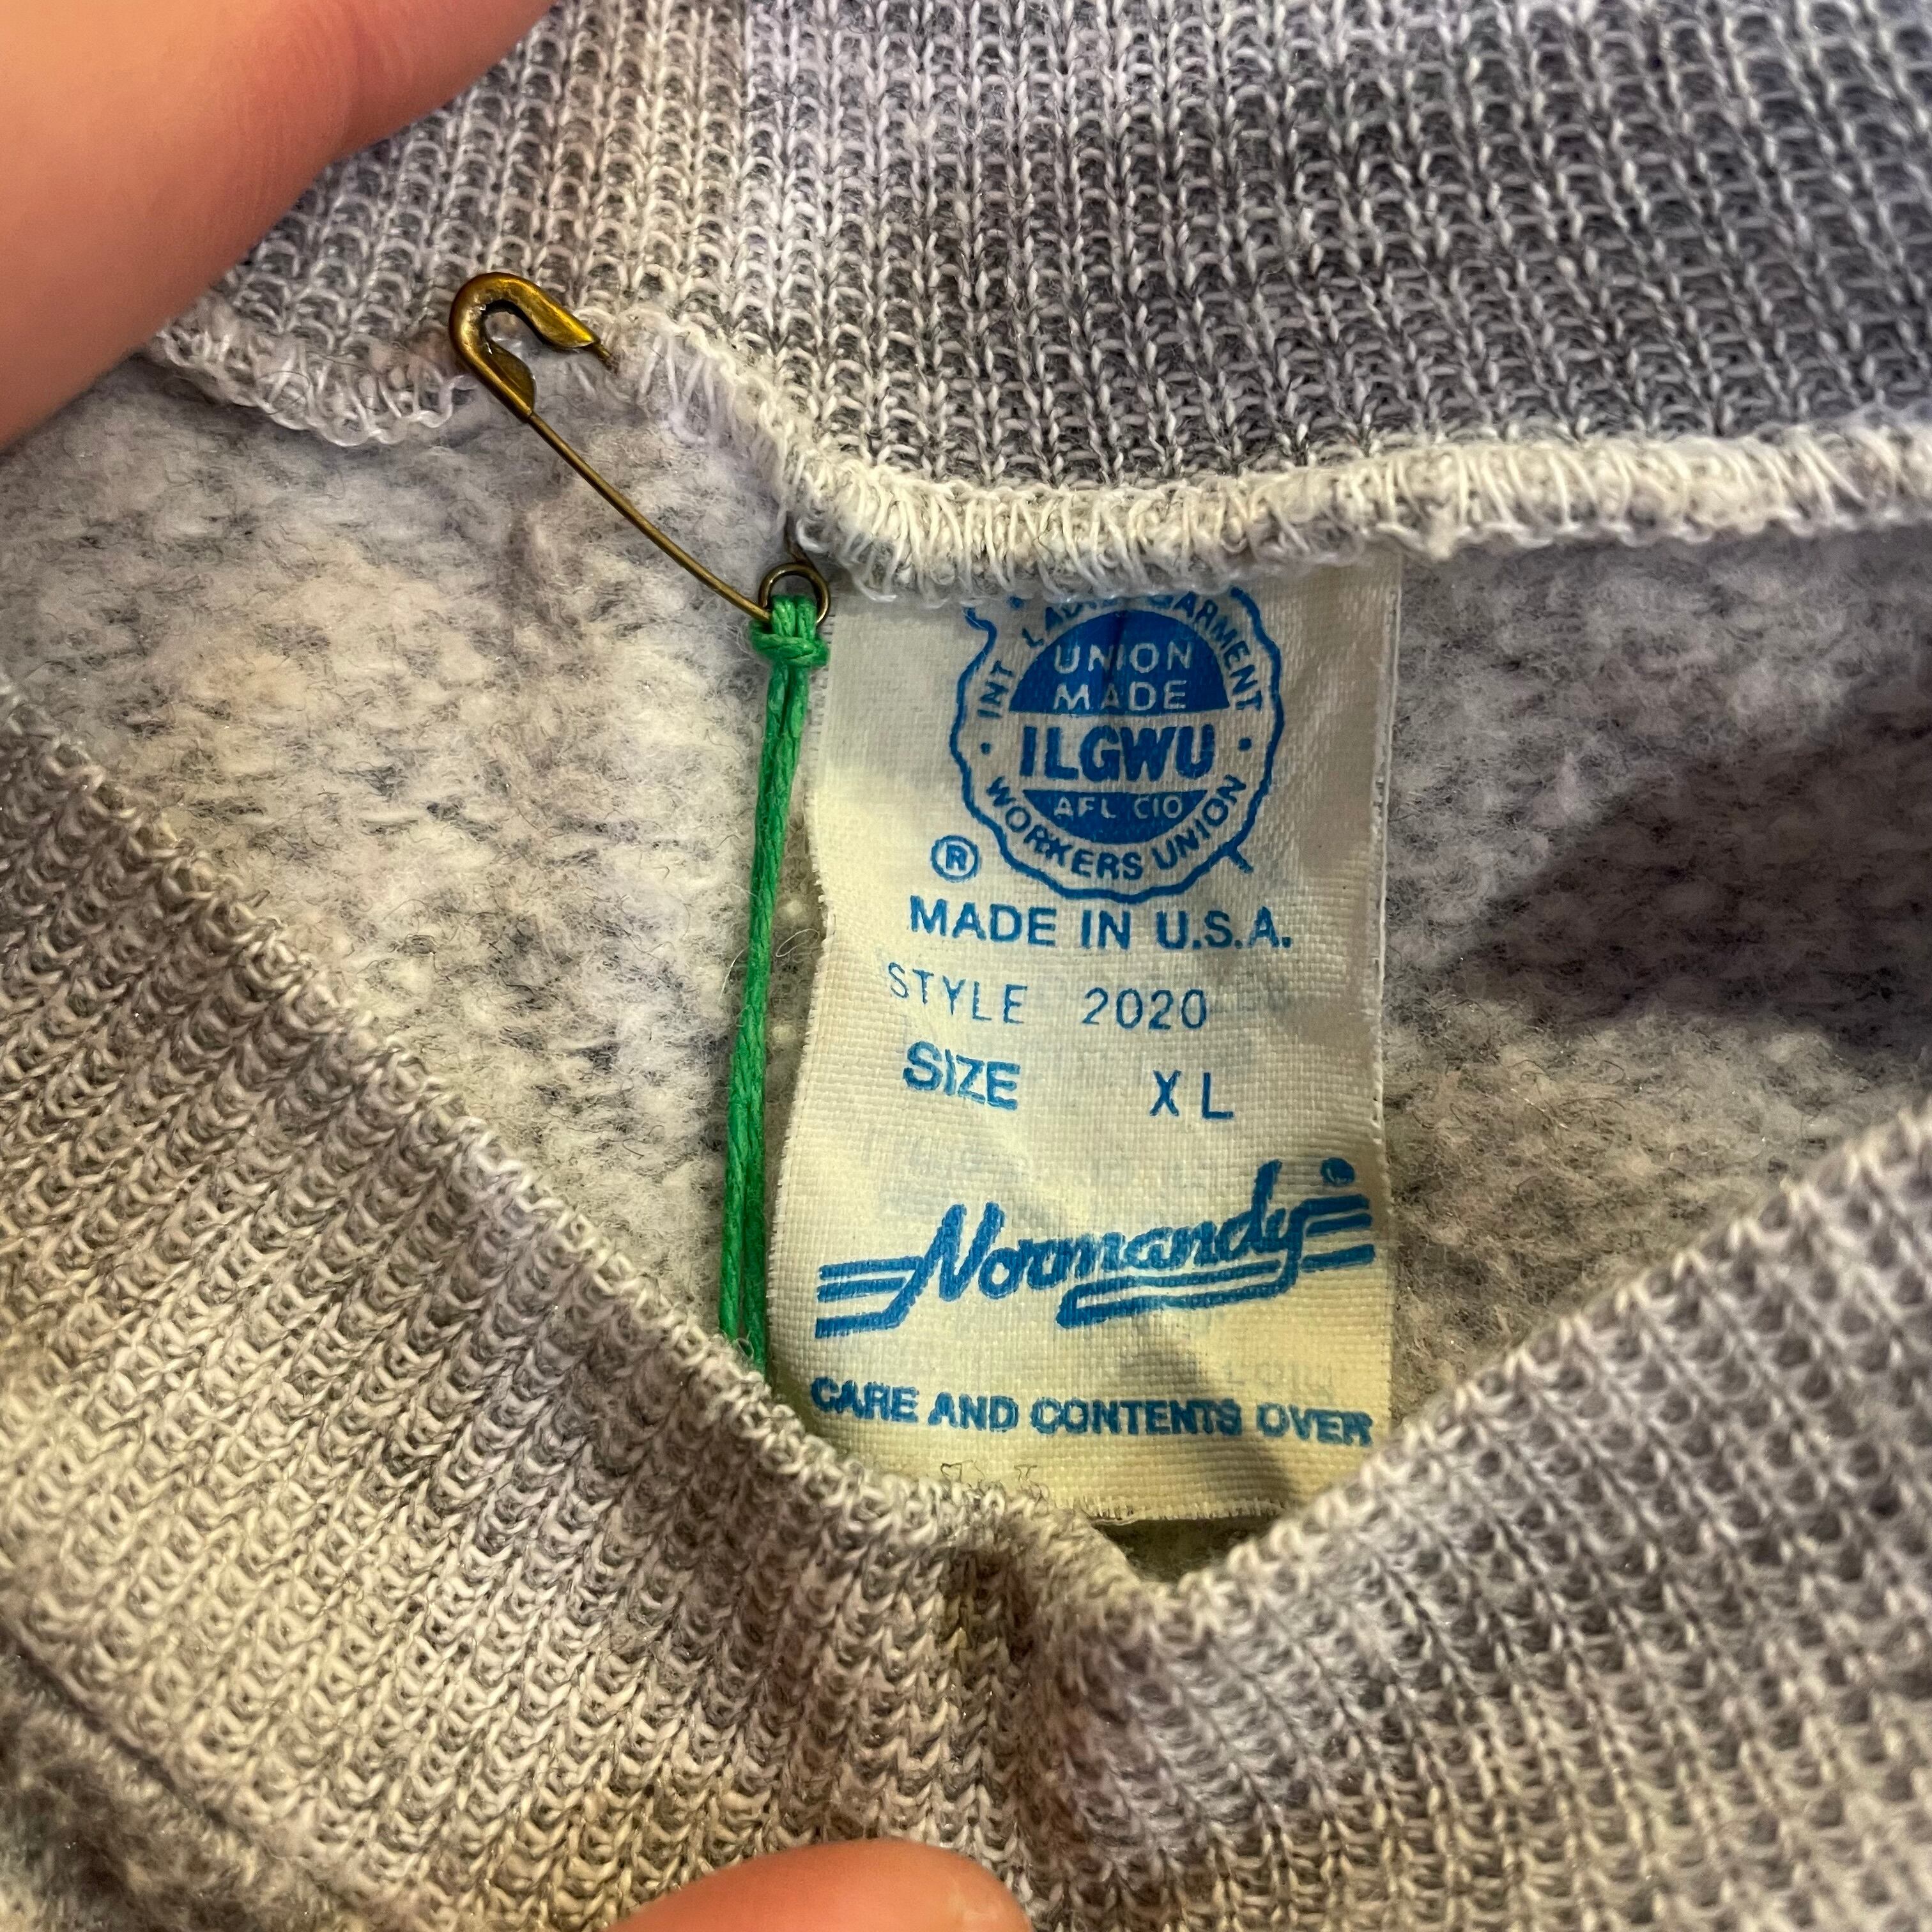 INT L LADIES GARMENT
UNION
MADE
ILGWU
AFL CIO
WORKERS UNION
®
MADE IN U.S.A.
STYLE 2020
SIZE XL
Normandy
CARE AND CONTENTS OVER